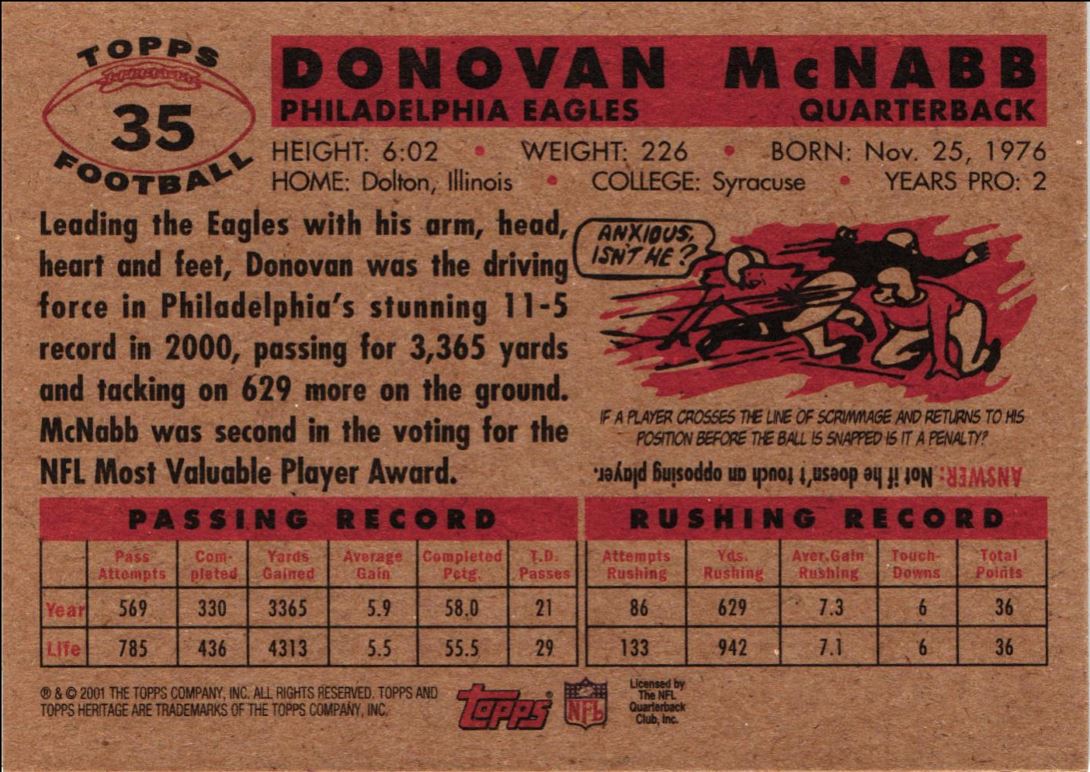 TOPPS
35
FOOTBALL
DONOVAN McNABB
PHILADELPHIA EAGLES QUARTERBACK
HEIGHT: 6:02 • WEIGHT: 226 • BORN: Nov. 25, 1976
HOME: Dolton, Illinois • COLLEGE: Syracuse • YEARS PRO: 2
Leading the Eagles with his arm, head,
heart and feet, Donovan was the driving
force in Philadelphia's stunning 11-5
record in 2000, passing for 3,365 yards
and tacking on 629 more on the ground.
McNabb was second in the voting for the
NFL Most Valuable Player Award.
ANXIOUS,
ISN'T HE?
IF A PLAYER CROSSES THE LINE OF SCRIMMAGE AND RETURNS TO HIS
POSITION BEFORE THE BALL IS SNAPPED IS IT A PENALTY?
ANSWER: Not if he doesn't touch an opposing player.
PASSING RECORD
Pass Attempts Com-pleted Yards Gained Average Gain Completed Pctg. T.D. Passes
Year 569 330 3365 5.9 58.0 21
Life 785 436 4313 5.5 55.5 29
RUSHING RECORD
Attempts Rushing Yds. Rushing Aver.Gain Rushing Touch-Downs Total Points
86 629 7.3 6 36
133 942 7.1 6 36
® & © 2001 THE TOPPS COMPANY, INC. ALL RIGHTS RESERVED. TOPPS AND
TOPPS HERITAGE ARE TRADEMARKS OF THE TOPPS COMPANY, INC.
Topps®
NFL
Licensed by
The NFL
Quarterback
Club, Inc.